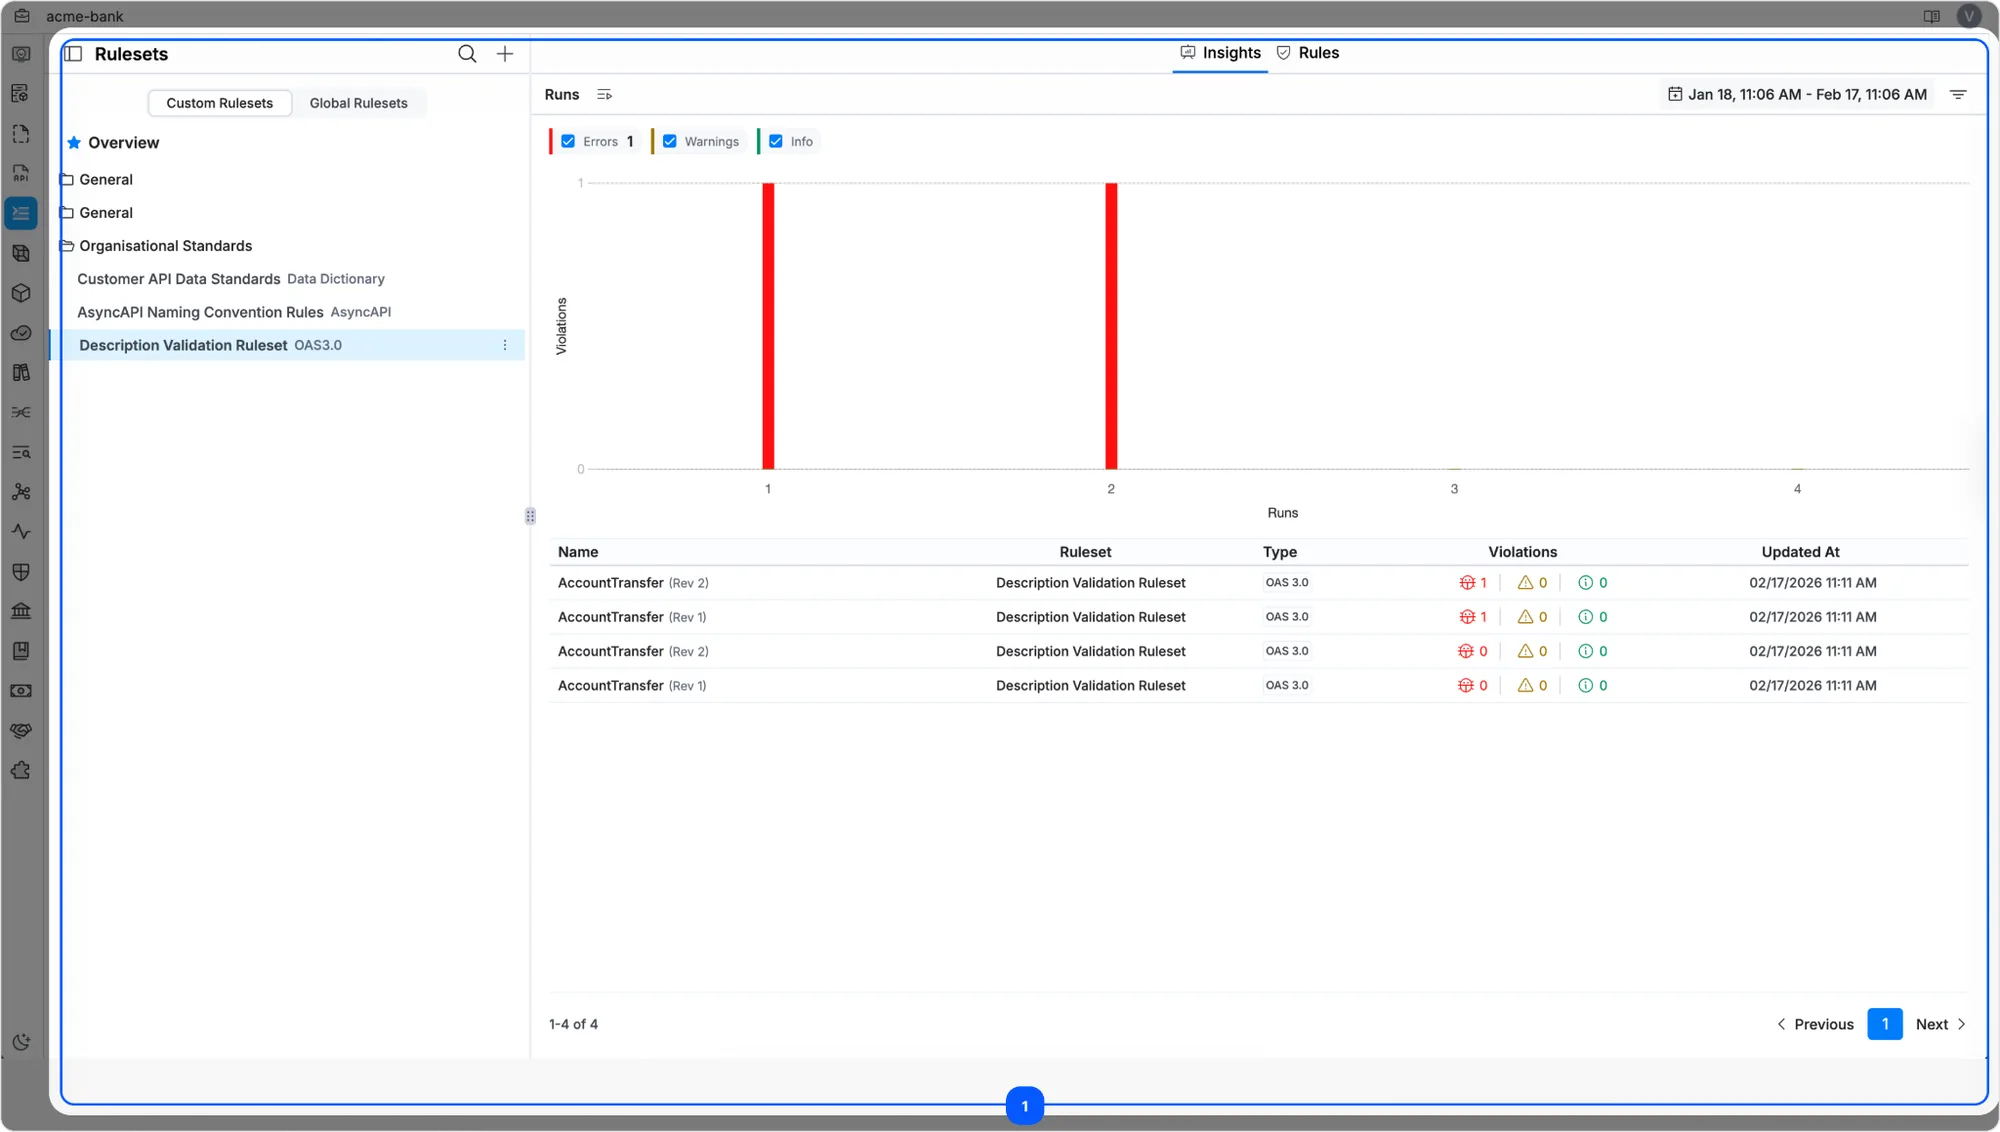 acme-bank
V
Rulesets
Insights
Rules
Custom Rulesets
Global Rulesets
Runs
Jan 18, 11:06 AM - Feb 17, 11:06 AM
Overview
General
General
Organisational Standards
Customer API Data Standards Data Dictionary
AsyncAPI Naming Convention Rules AsyncAPI
Description Validation Ruleset OAS3.0
API
Errors 1
Warnings
Info
1
0
Violations
1
2
3
4
Runs
Name Ruleset Type Violations Updated At
AccountTransfer (Rev 2) Description Validation Ruleset OAS 3.0 1 0 0 02/17/2026 11:11 AM
AccountTransfer (Rev 1) Description Validation Ruleset OAS 3.0 1 0 0 02/17/2026 11:11 AM
AccountTransfer (Rev 2) Description Validation Ruleset OAS 3.0 0 0 0 02/17/2026 11:11 AM
AccountTransfer (Rev 1) Description Validation Ruleset OAS 3.0 0 0 0 02/17/2026 11:11 AM
1-4 of 4
Previous 1 Next
1